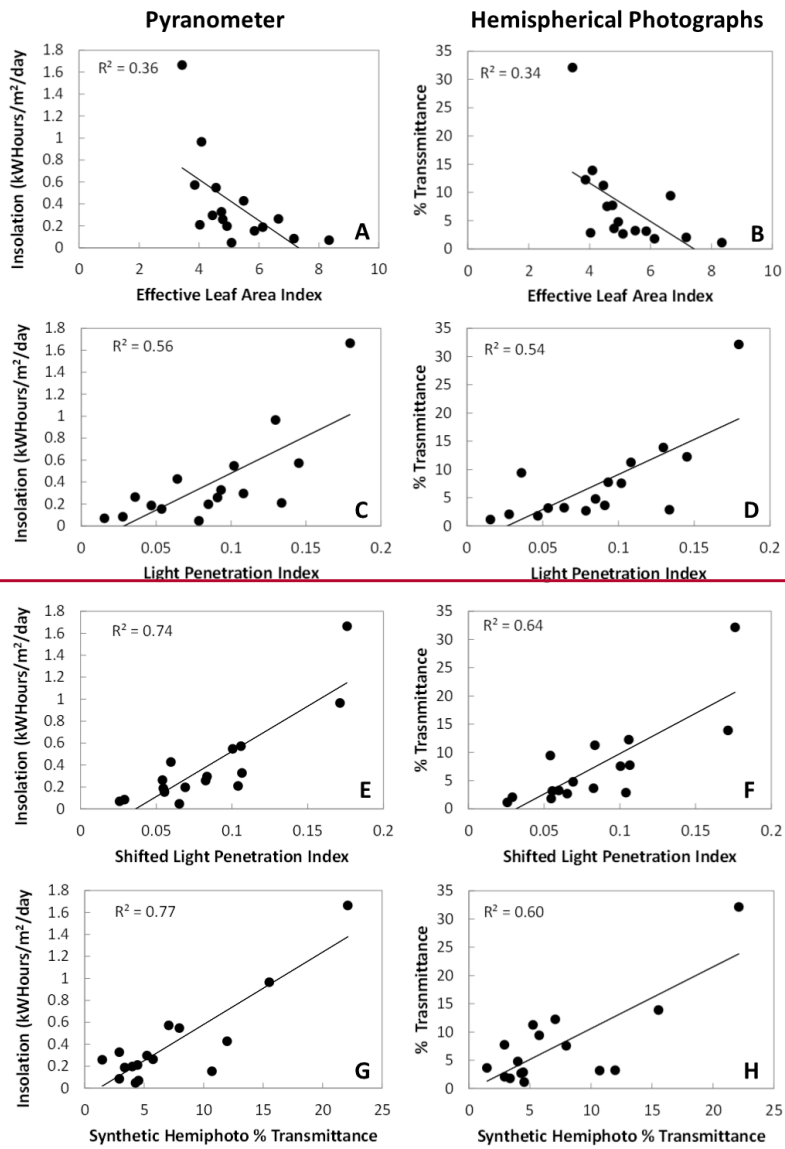 Pyranometer
Hemispherical Photographs
Insolation (kWHours/m²/day
1.8
1.6
1.4
1.2
1
0.8
0.6
0.4
0.2
0
R² = 0.36
A
0 2 4 6 8 10
Effective Leaf Area Index
% Transsmittance
35
30
25
20
15
10
5
0
R² = 0.34
B
0 2 4 6 8 10
Effective Leaf Area Index
Insolation (kWHours/m²/day
1.8
1.6
1.4
1.2
1
0.8
0.6
0.4
0.2
0
R² = 0.56
C
0 0.05 0.1 0.15 0.2
Light Penetration Index
% Trasnmittance
35
30
25
20
15
10
5
0
R² = 0.54
D
0 0.05 0.1 0.15 0.2
Light Penetration Index
Insolation (kWHours/m²/day
1.8
1.6
1.4
1.2
1
0.8
0.6
0.4
0.2
0
R² = 0.74
E
0 0.05 0.1 0.15 0.2
Shifted Light Penetration Index
% Trasnmittance
35
30
25
20
15
10
5
0
R² = 0.64
F
0 0.05 0.1 0.15 0.2
Shifted Light Penetration Index
Insolation (kWHours/m²/day
1.8
1.6
1.4
1.2
1
0.8
0.6
0.4
0.2
0
R² = 0.77
G
0 5 10 15 20 25
Synthetic Hemiphoto % Transmittance
% Trasnmittance
35
30
25
20
15
10
5
0
R² = 0.60
H
0 5 10 15 20 25
Synthetic Hemiphoto % Transmittance